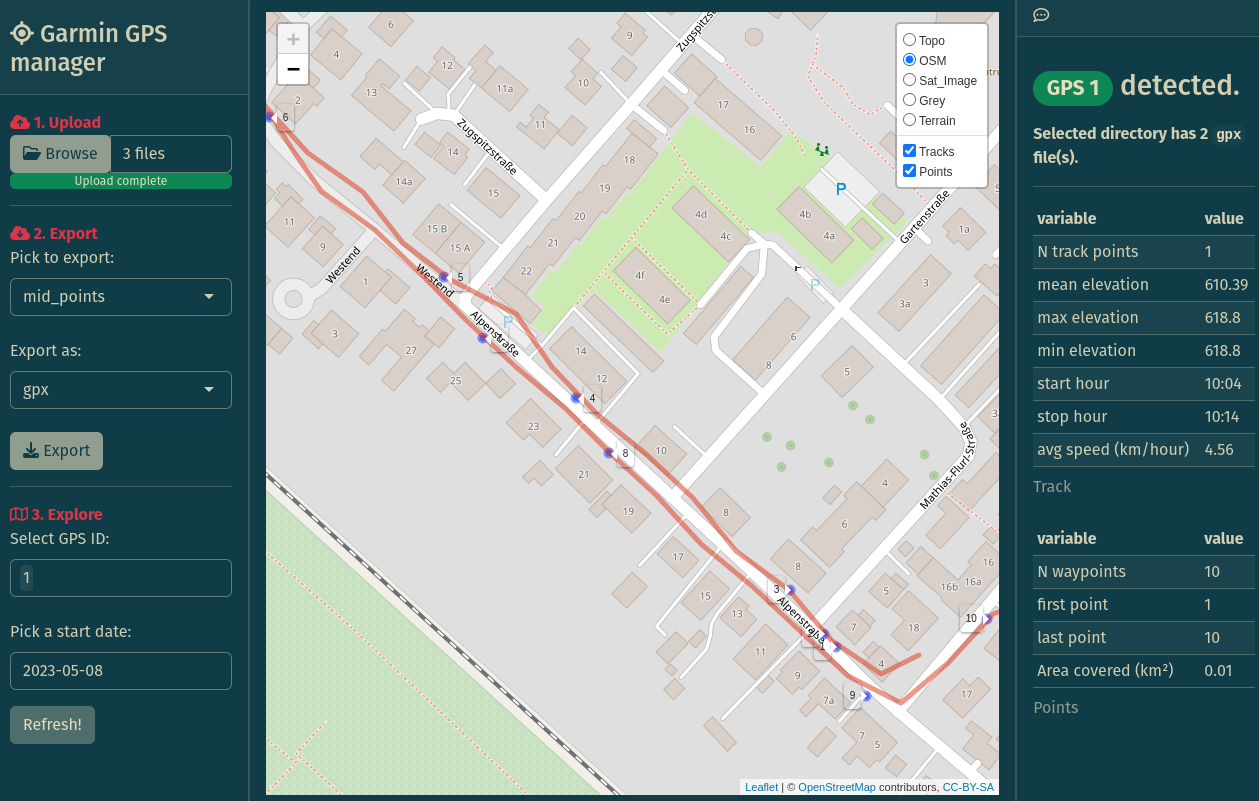 Garmin GPS
manager
1. Upload
Browse 3 files
Upload complete
2. Export
Pick to export:
mid_points
Export as:
gpx
Export
3. Explore
Select GPS ID:
1
Pick a start date:
2023-05-08
Refresh!
+
−
Zugspitzstr
Zugspitzstraße
Westend
Westend
Alpenstraße
Alpenstraße
Gartenstraße
Mathias-Flurl-Straße
6
4
2
13
12
11a
10
9
11
14
14a
15
15 B
15 A
11
9
1
3
6
5
17
16
18
19
20
21
22
4d
4c
4b
4a
4f
4e
1a
3
3a
P
P
P
27
25
14
12
4
23
8
10
21
19
6
8
5
4
6
8
8
17
15
13
11
9
7a
7
5
3
1
9
7
4
18
5
16
16a
16b
10
17
Topo
OSM
Sat_Image
Grey
Terrain
Tracks
Points
Leaflet | © OpenStreetMap contributors, CC-BY-SA
GPS 1 detected.
Selected directory has 2 gpx
file(s).
variable value
N track points 1
mean elevation 610.39
max elevation 618.8
min elevation 618.8
start hour 10:04
stop hour 10:14
avg speed (km/hour) 4.56
Track
variable value
N waypoints 10
first point 1
last point 10
Area covered (km²) 0.01
Points